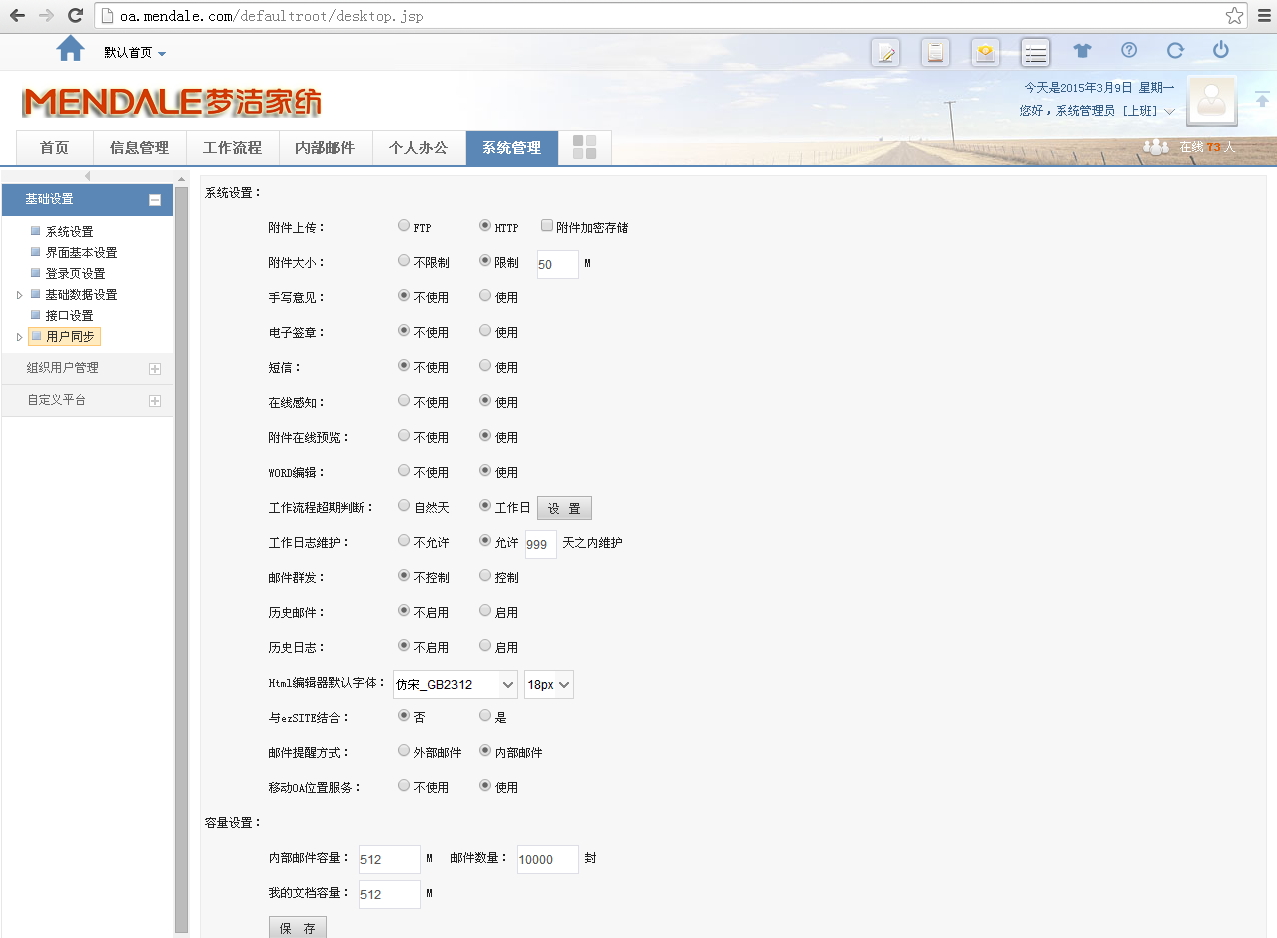 oa.mendale.com/defaultroot/desktop.jsp
默认首页
今天是2015年3月9日 星期一
MENDALE梦洁家纺
您好，系统管理员 [上班]
首页 信息管理 工作流程 内部邮件 个人办公 系统管理
在线 73 人
基础设置
系统设置
界面基本设置
登录页设置
基础数据设置
接口设置
用户同步
组织用户管理
自定义平台
系统设置：
附件上传： FTP HTTP 附件加密存储
附件大小： 不限制 限制 50 M
手写意见： 不使用 使用
电子签章： 不使用 使用
短信： 不使用 使用
在线感知： 不使用 使用
附件在线预览： 不使用 使用
WORD编辑： 不使用 使用
工作流程超期判断： 自然天 工作日 设 置
工作日志维护： 不允许 允许 999 天之内维护
邮件群发： 不控制 控制
历史邮件： 不启用 启用
历史日志： 不启用 启用
Html编辑器默认字体： 仿宋_GB2312 18px
与ezSITE结合： 否 是
邮件提醒方式： 外部邮件 内部邮件
移动OA位置服务： 不使用 使用
容量设置：
内部邮件容量： 512 M 邮件数量： 10000 封
我的文档容量： 512 M
保 存